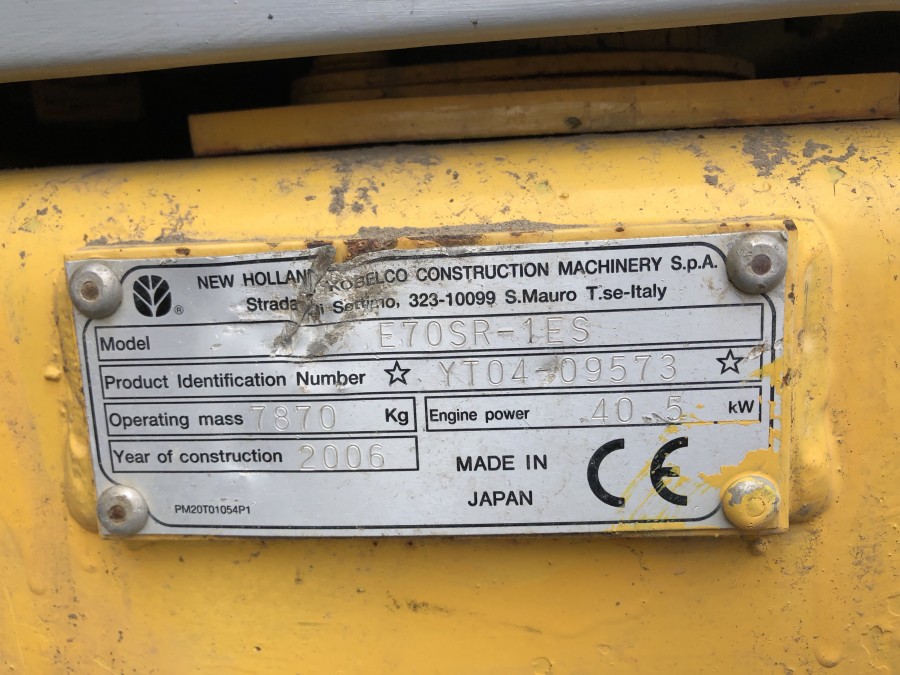 NEW HOLLAND KOBELCO CONSTRUCTION MACHINERY S.p.A.
Strada Settimo, 323-10099 S.Mauro T.se-Italy
®
Model E70SR-1ES
Product Identification Number ☆ YT04-09573 ☆
Operating mass 7870 Kg Engine power 40.5 kW
Year of construction 2006
MADE IN
JAPAN
CE
PM20T01054P1